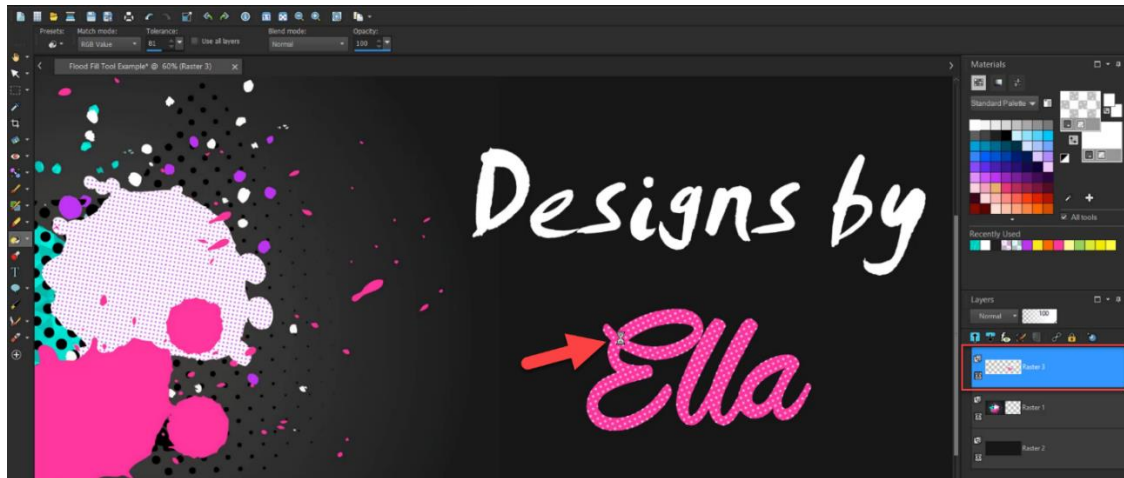 Presets: Match mode: Tolerance: Blend mode: Opacity:
RGB Value 81 Use all layers Normal 100
Flood Fill Tool Example* @ 60% (Raster 3) x
Materials
Standard Palette
All tools
Recently Used
Designs by
Ella
Layers
Normal 100
Raster 3
Raster 1
Raster 2